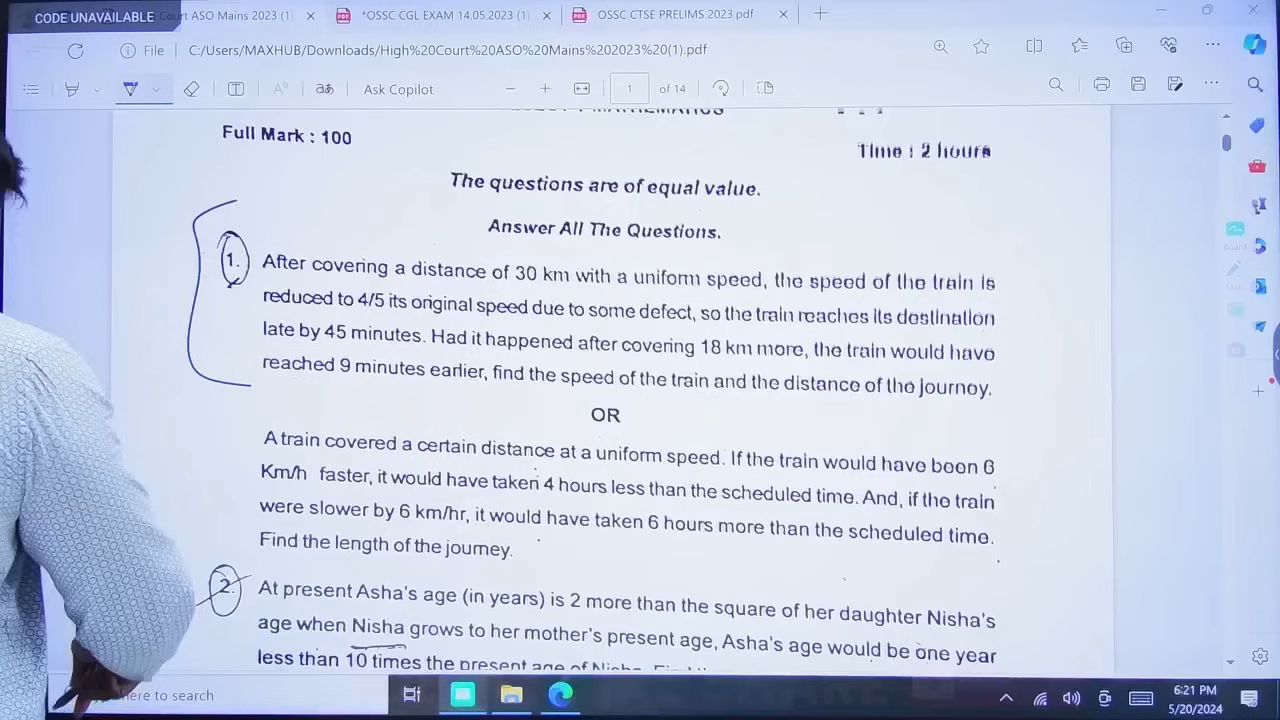 CODE UNAVAILABLE
Court ASO Mains 2023 (1)
*OSSC CGL EXAM 14.05.2023 (1)
OSSC CTSE PRELIMS 2023.pdf
File
C:/Users/MAXHUB/Downloads/High%20Court%20ASO%20Mains%202023%20(1).pdf
Ask Copilot
1 of 14
MATHEMATICS
Full Mark : 100
Time : 2 hours
The questions are of equal value.
Answer All The Questions.
1. After covering a distance of 30 km with a uniform speed, the speed of the train is
reduced to 4/5 its original speed due to some defect, so the train reaches its destination
late by 45 minutes. Had it happened after covering 18 km more, the train would have
reached 9 minutes earlier, find the speed of the train and the distance of the journey.
OR
A train covered a certain distance at a uniform speed. If the train would have been 6
Km/h faster, it would have taken 4 hours less than the scheduled time. And, if the train
were slower by 6 km/hr, it would have taken 6 hours more than the scheduled time.
Find the length of the journey.
2. At present Asha's age (in years) is 2 more than the square of her daughter Nisha's
age when Nisha grows to her mother's present age, Asha's age would be one year
less than 10 times the present age of Nisha.
here to search
6:21 PM
5/20/2024